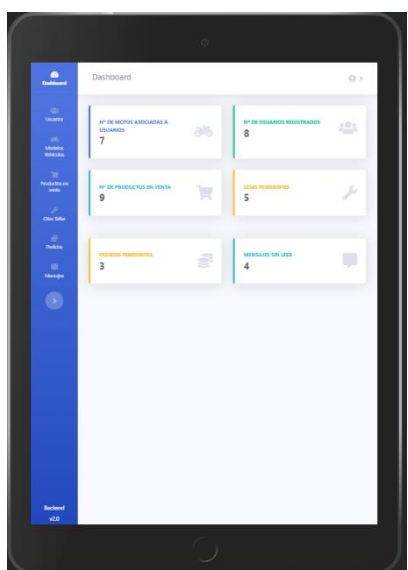 Dashboard
Dashboard
Usuarios
Modelos
Vehículos
Productos en
venta
Citas Taller
Pedidos
Mensajes
Backend
v2.0
Nº DE MOTOS ASOCIADAS A
USUARIOS
7
Nº DE USUARIOS REGISTRADOS
8
Nº DE PRODUCTOS EN VENTA
9
CITAS PENDIENTES
5
PEDIDOS PENDIENTES
3
MENSAJES SIN LEER
4